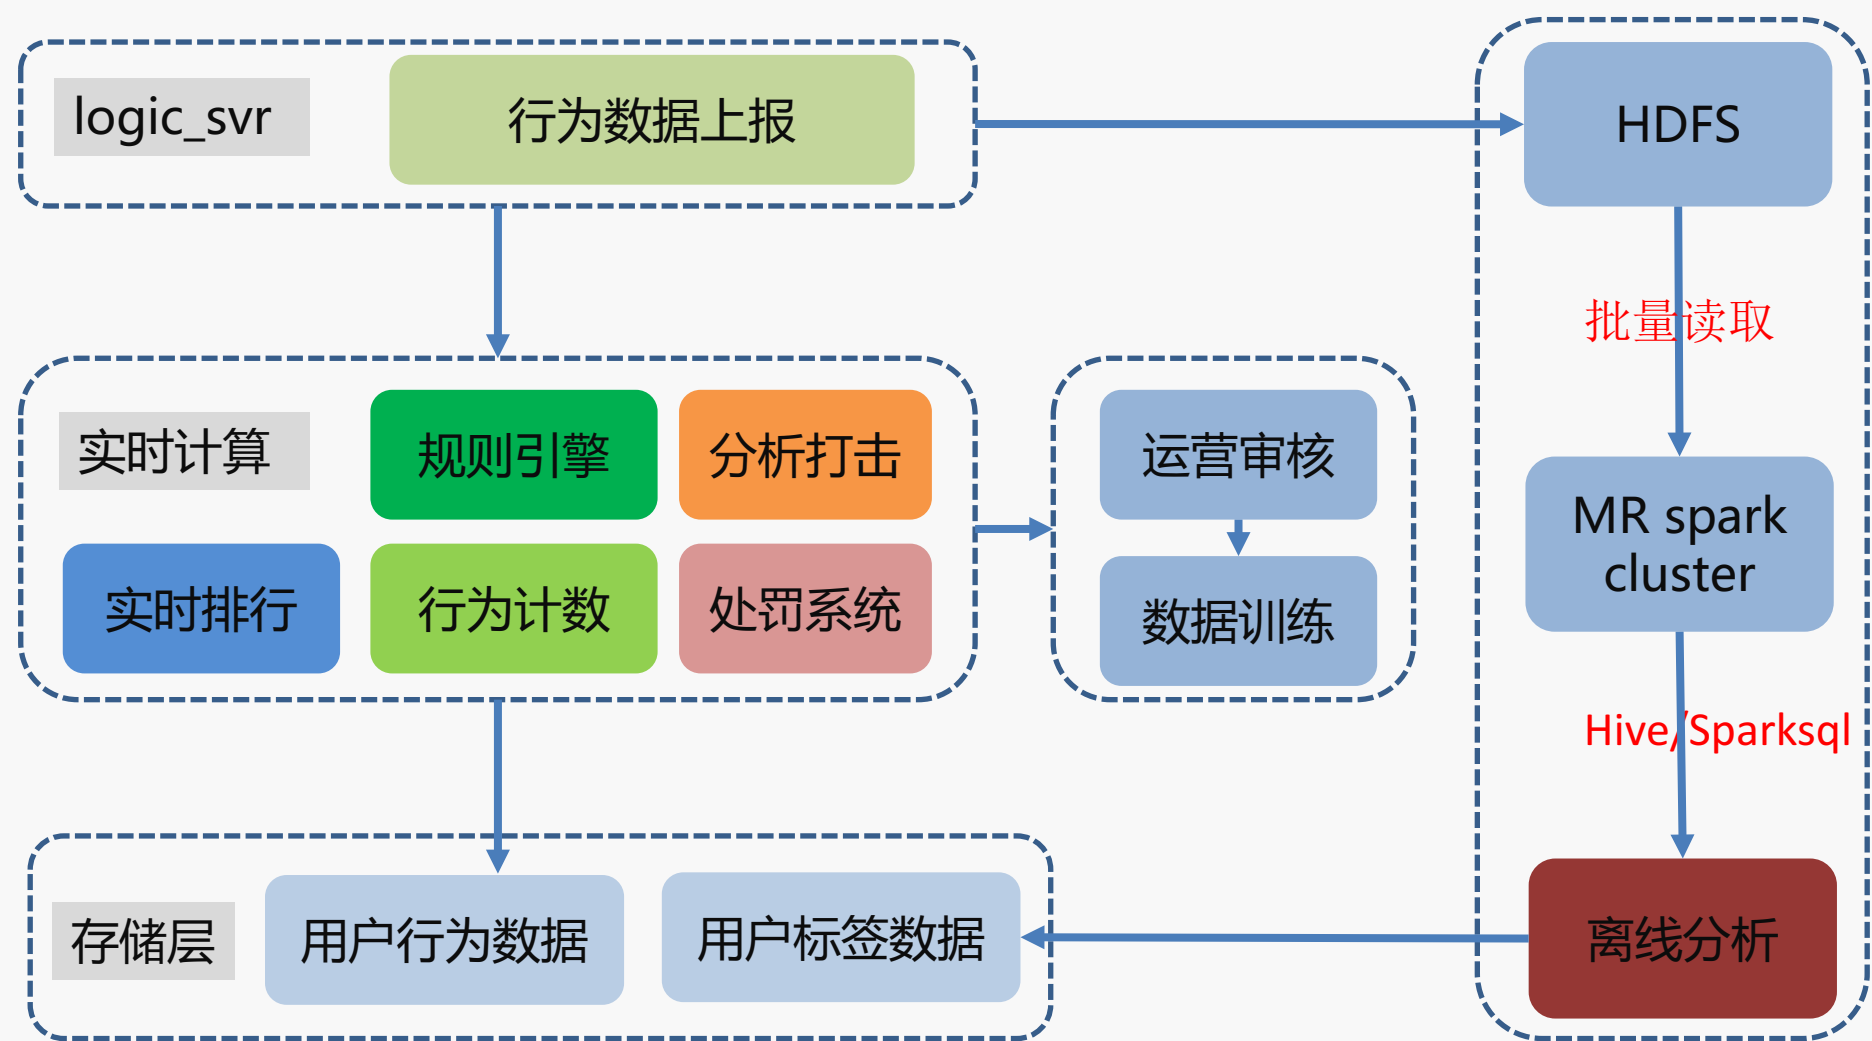 logic_svr
行为数据上报
HDFS
批量读取
实时计算
规则引擎
分析打击
运营审核
MR spark
cluster
实时排行
行为计数
处罚系统
数据训练
Hive/Sparksql
存储层
用户行为数据
用户标签数据
离线分析